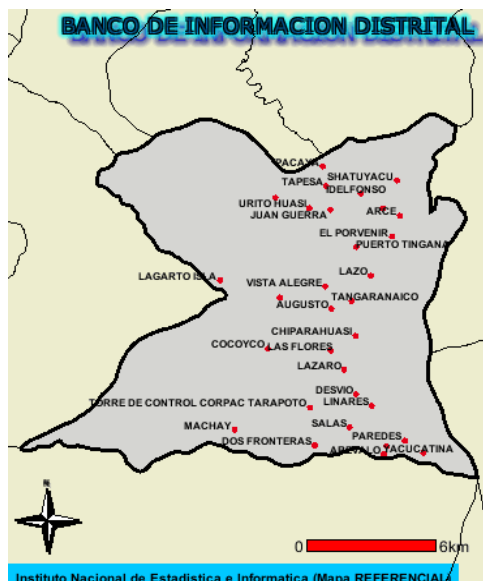 BANCO DE INFORMACION DISTRITAL
PACAYA
SHATUYACU
TAPESA
IDELFONSO
URITO HUASI
JUAN GUERRA
ARCE
EL PORVENIR
PUERTO TINGANA
LAGARTO ISLA
LAZO
VISTA ALEGRE
TANGARANAICO
AUGUSTO
CHIPARAHUASI
COCOYCO
LAS FLORES
LAZARO
DESVIO
TORRE DE CONTROL CORPAC TARAPOTO
LINARES
MACHAY
SALAS
DOS FRONTERAS
PAREDES
YACUCATINA
N
0
6km
Instituto Nacional de Estadistica e Informatica (Mapa REFERENCIAL)